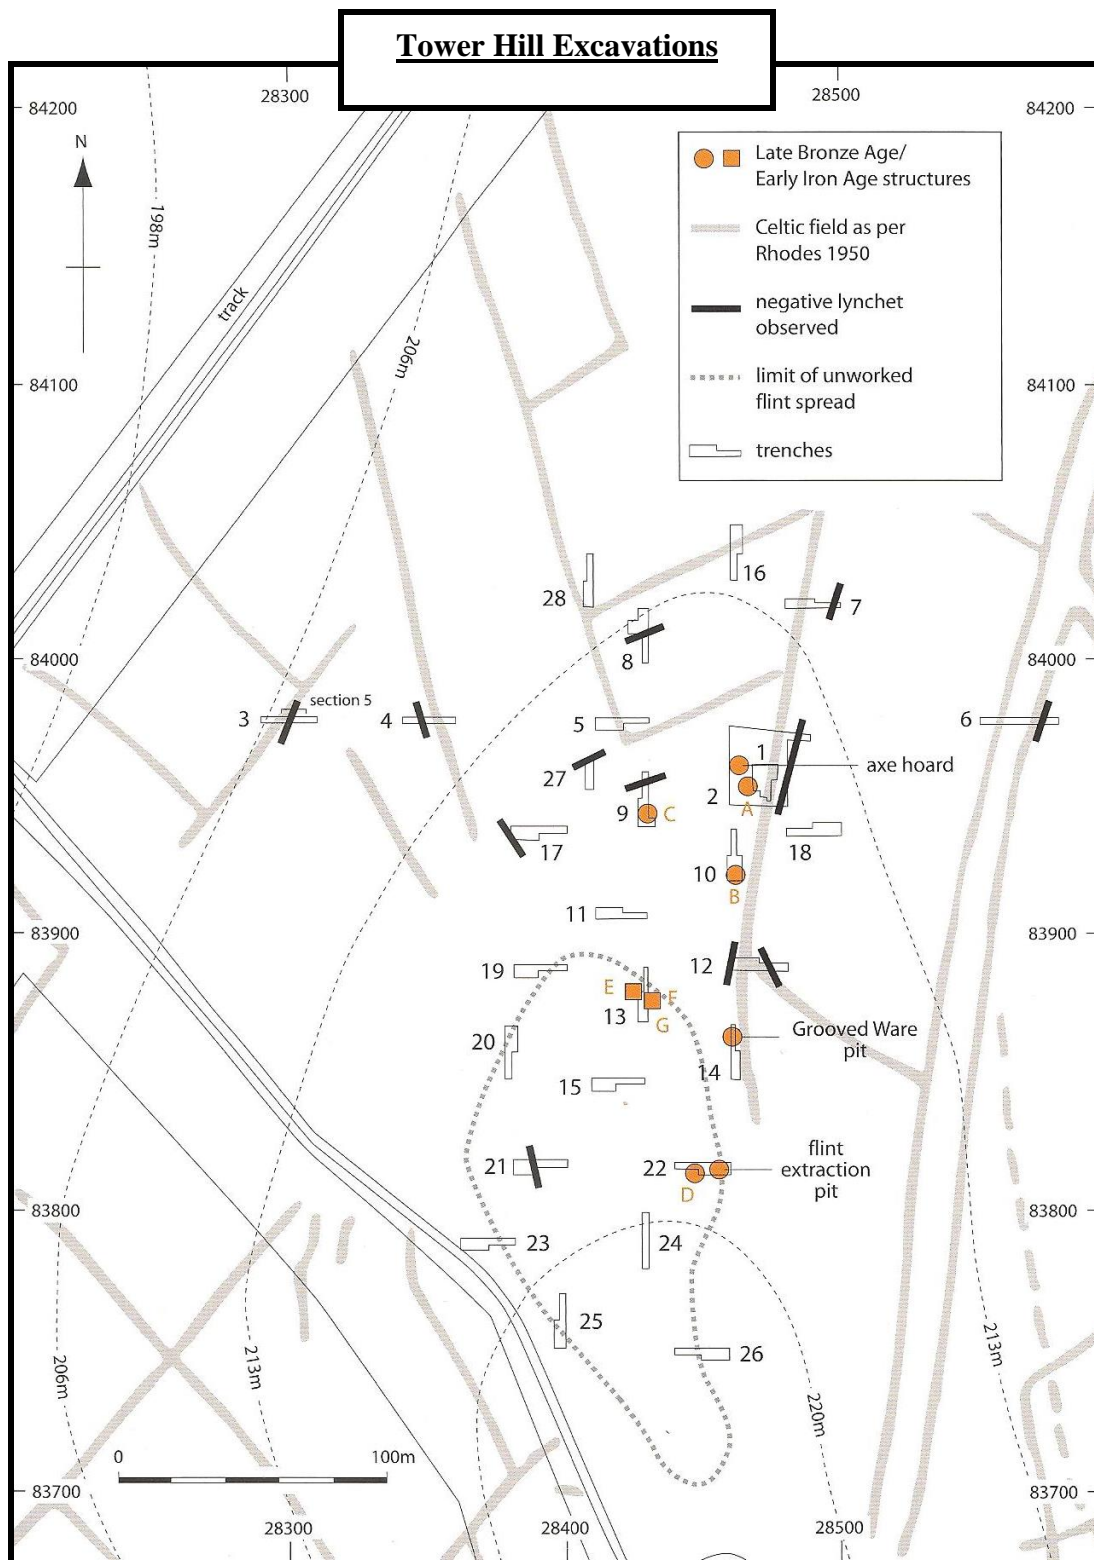 Tower Hill Excavations
28300
28500
84200
84200
N
Late Bronze Age/
Early Iron Age structures
Celtic field as per
Rhodes 1950
negative lynchet
observed
limit of unworked
flint spread
trenches
198m
track
206m
84100
84100
16
28
7
8
84000
84000
section 5
3
4
5
6
1
axe hoard
27
2
A
9
C
17
18
10
B
11
83900
83900
12
19
E
F
13
G
20
Grooved Ware
pit
14
15
flint
extraction
pit
21
22
D
83800
83800
23
24
25
26
206m
213m
213m
220m
0
100m
83700
83700
28300
28400
28500